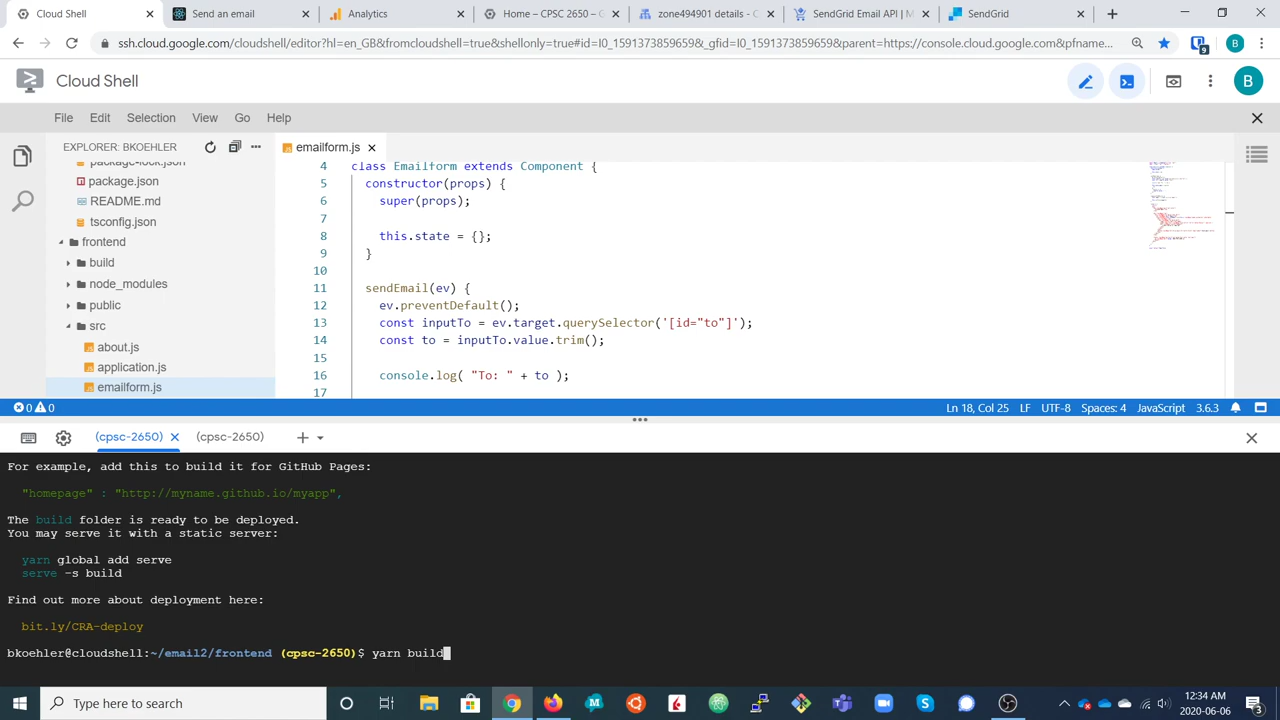 Cloud Shell
Send an email
Analytics
Home – CPSC 2650 – G
zone494901 details - C
SendGrid Email API | M
SendGrid
ssh.cloud.google.com/cloudshell/editor?hl=en_GB&fromcloudshell=true&shellonly=true#id=I0_1591373859659&_gfid=I0_1591373859659&parent=https://console.cloud.google.com&pfname...
9
B
Cloud Shell
B
File Edit Selection View Go Help
EXPLORER: BKOEHLER
emailform.js
package-lock.json
package.json
README.md
tsconfig.json
frontend
build
node_modules
public
src
about.js
application.js
emailform.js
4 class Emailform extends Component {
5 constructor(props) {
6 super(props);
7
8 this.state = {};
9 }
10
11 sendEmail(ev) {
12 ev.preventDefault();
13 const inputTo = ev.target.querySelector('[id="to"]');
14 const to = inputTo.value.trim();
15
16 console.log( "To: " + to );
17
0 0
Ln 18, Col 25 LF UTF-8 Spaces: 4 JavaScript 3.6.3
(cpsc-2650) (cpsc-2650)
For example, add this to build it for GitHub Pages:
"homepage" : "http://myname.github.io/myapp",
The build folder is ready to be deployed.
You may serve it with a static server:
yarn global add serve
serve -s build
Find out more about deployment here:
bit.ly/CRA-deploy
bkoehler@cloudshell:~/email2/frontend (cpsc-2650)$ yarn build
Type here to search
12:34 AM
2020-06-06
3